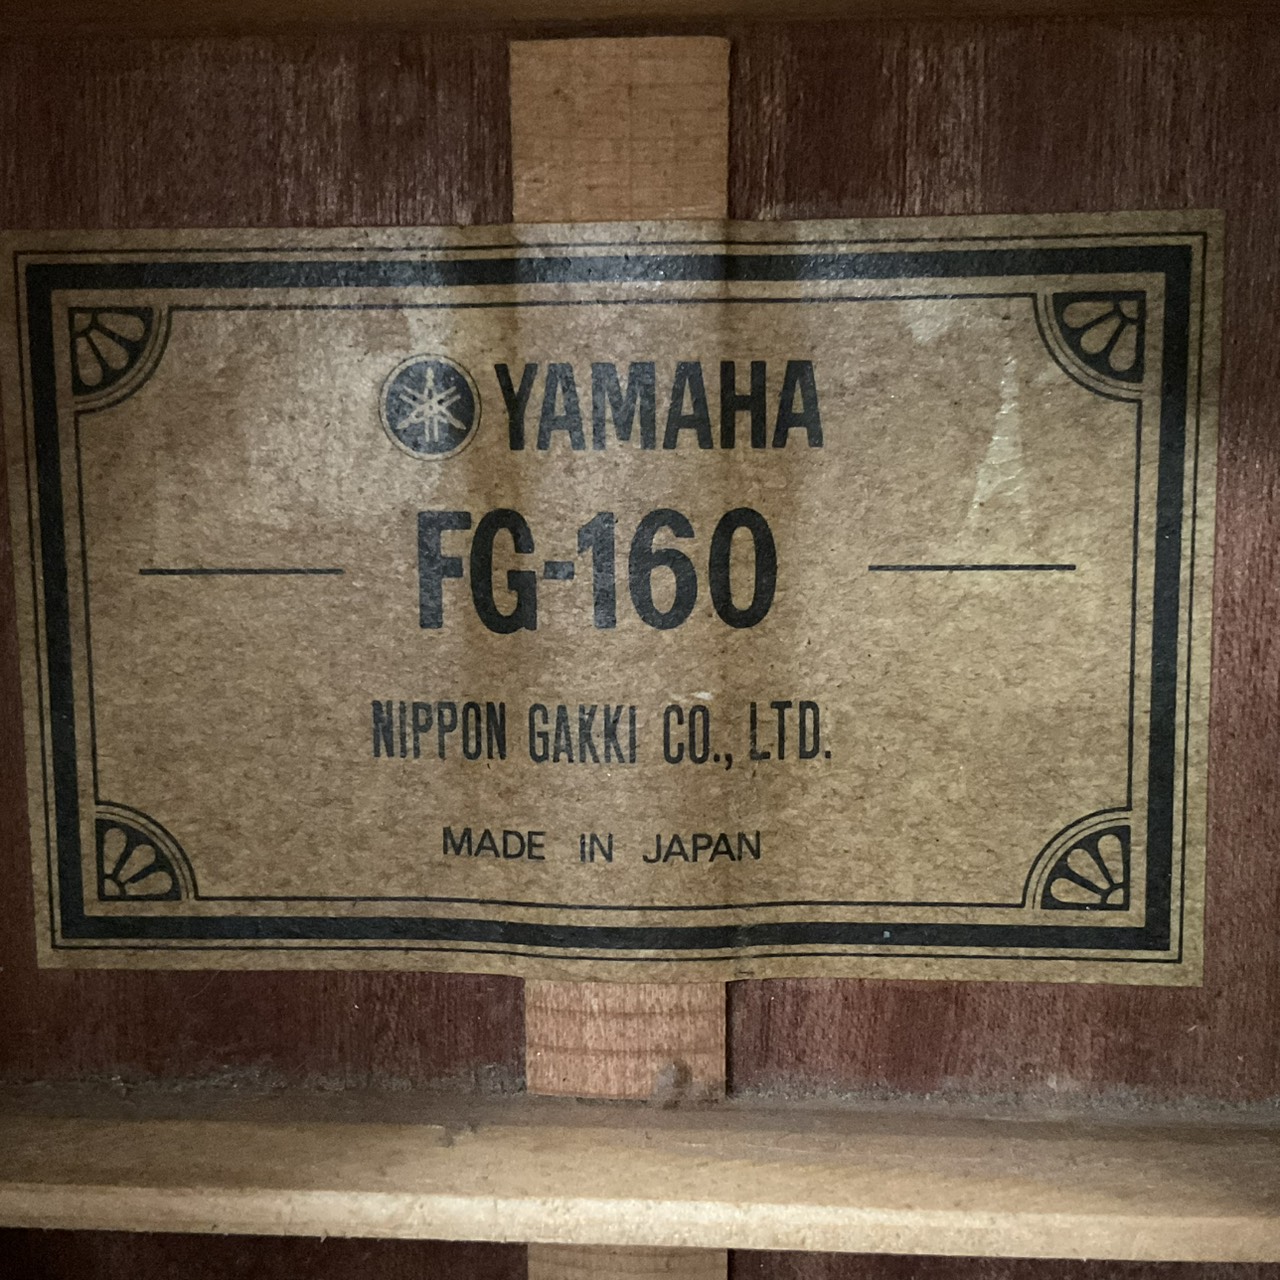 YAMAHA
FG-160
NIPPON GAKKI CO., LTD.
MADE IN JAPAN